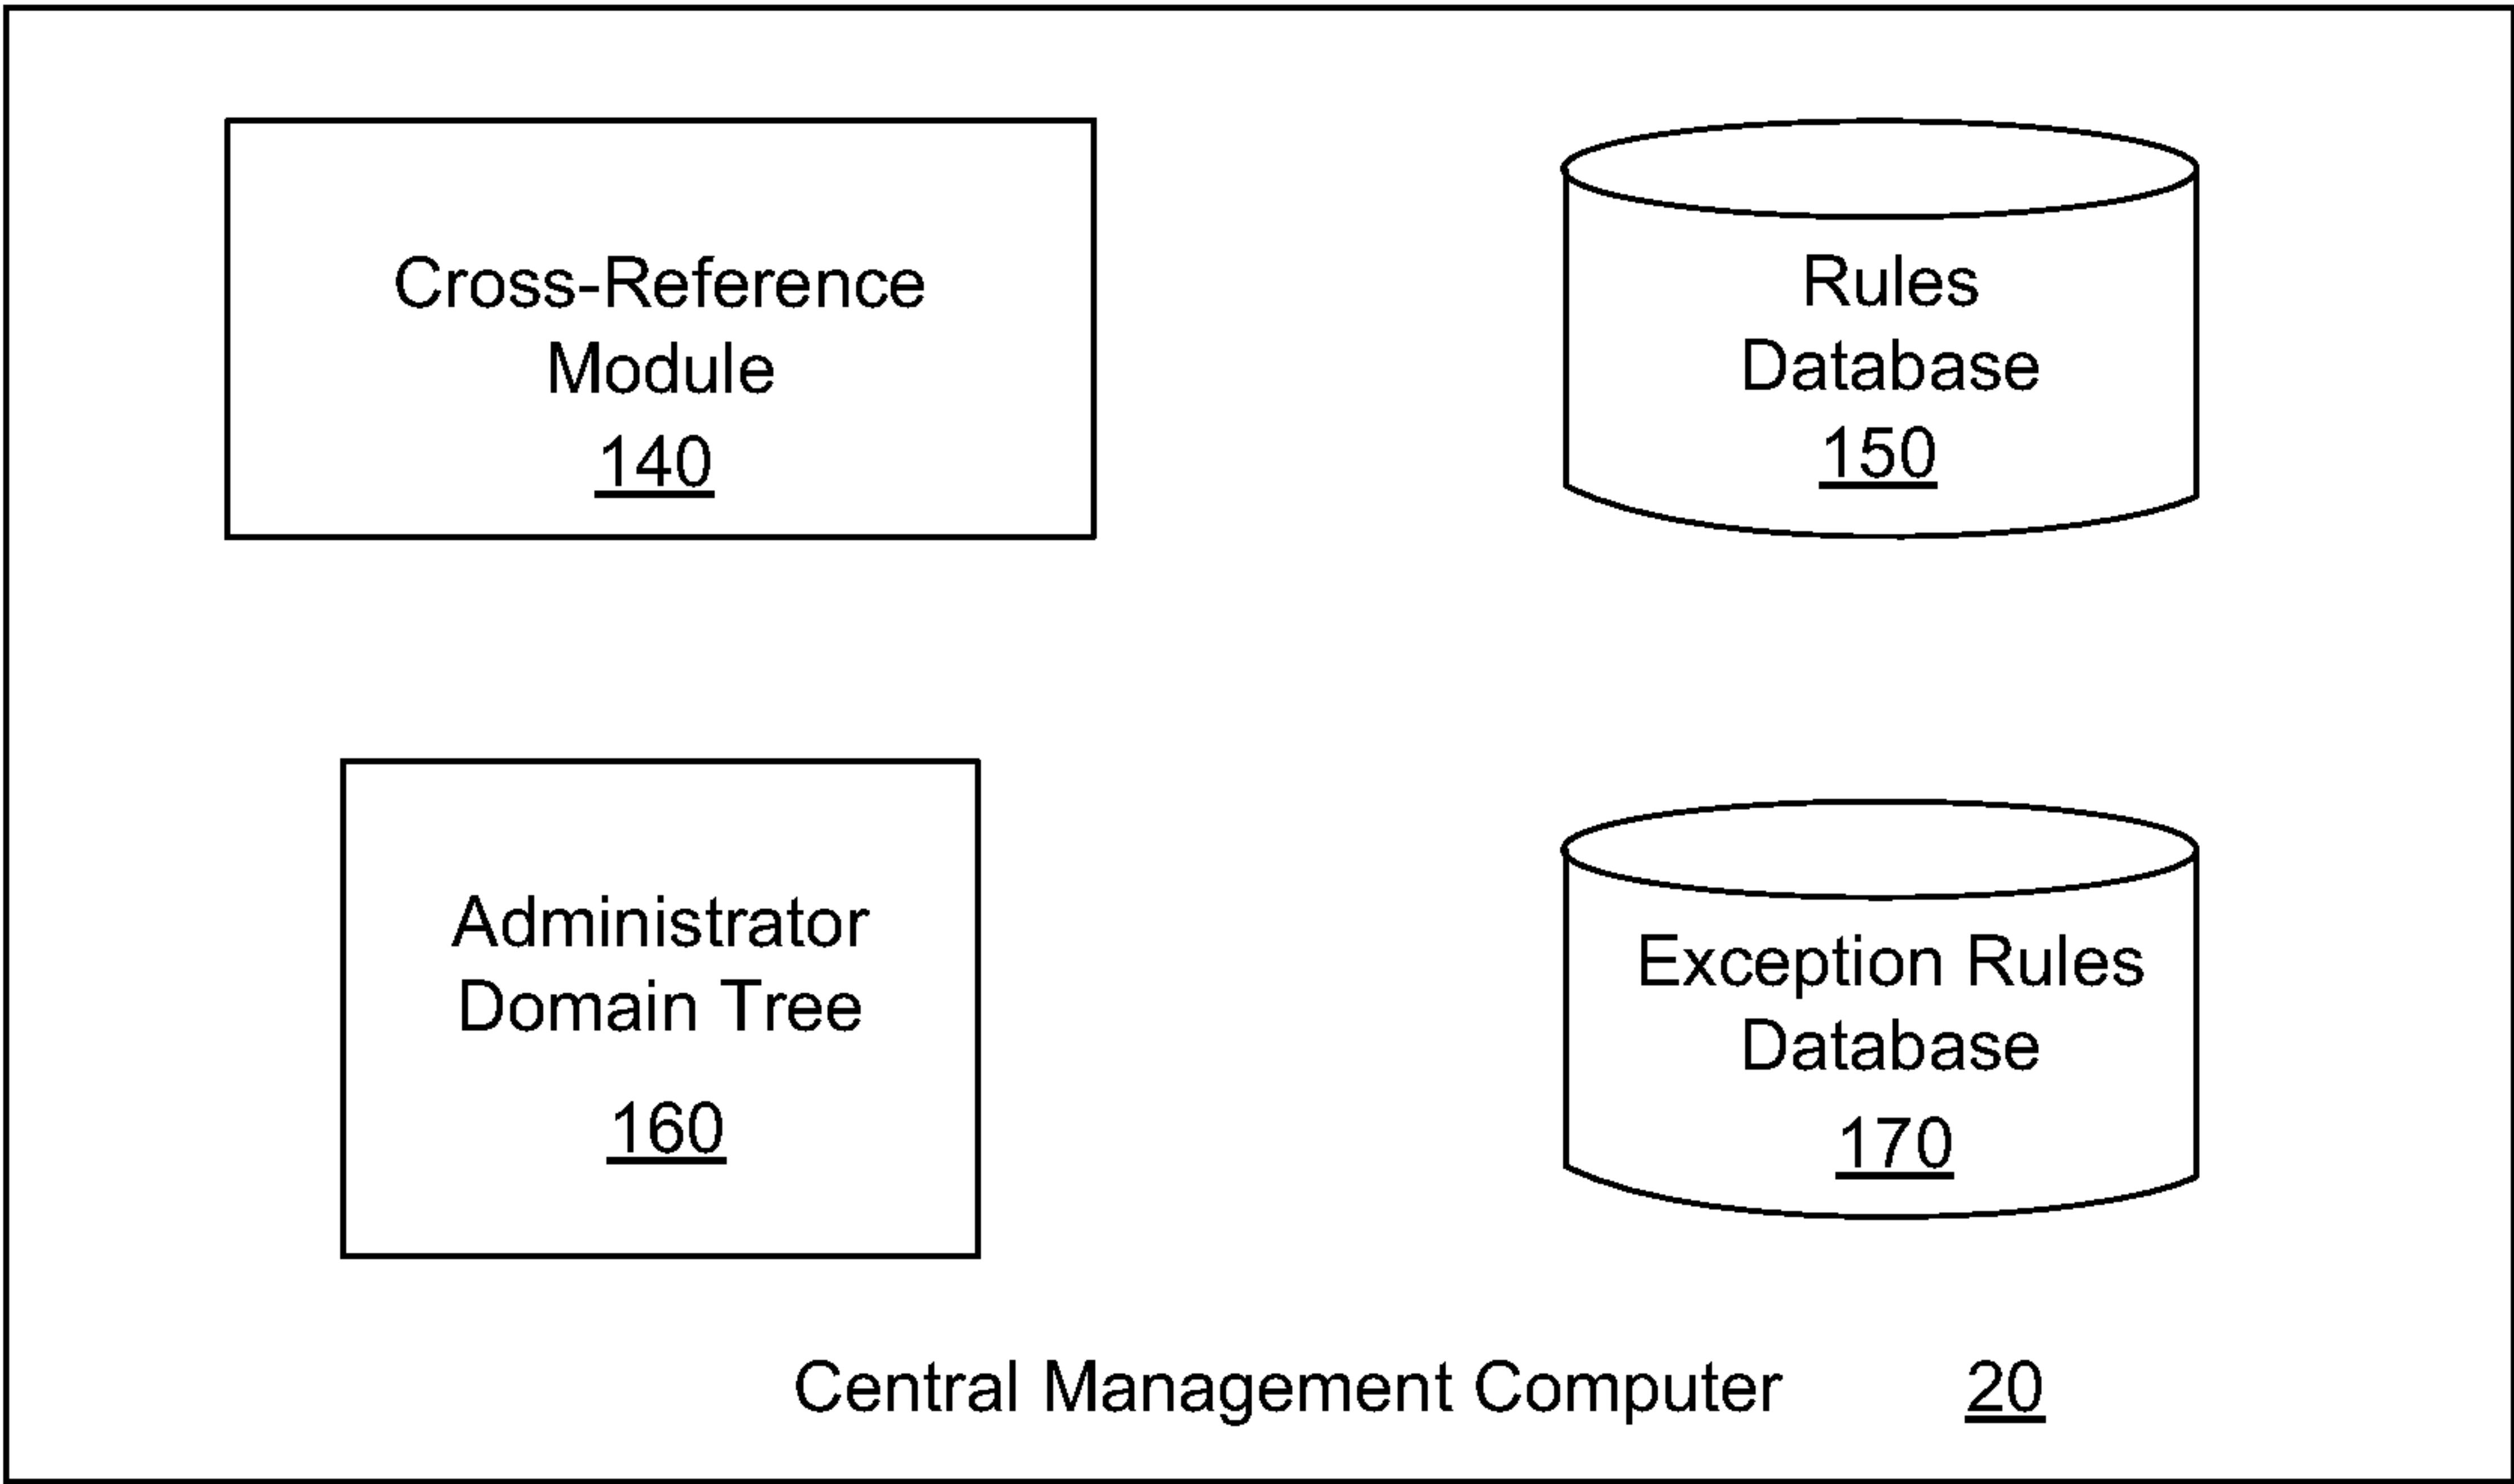 Cross-Reference
Module
140
Rules
Database
150
Administrator
Domain Tree
160
Exception Rules
Database
170
Central Management Computer 20